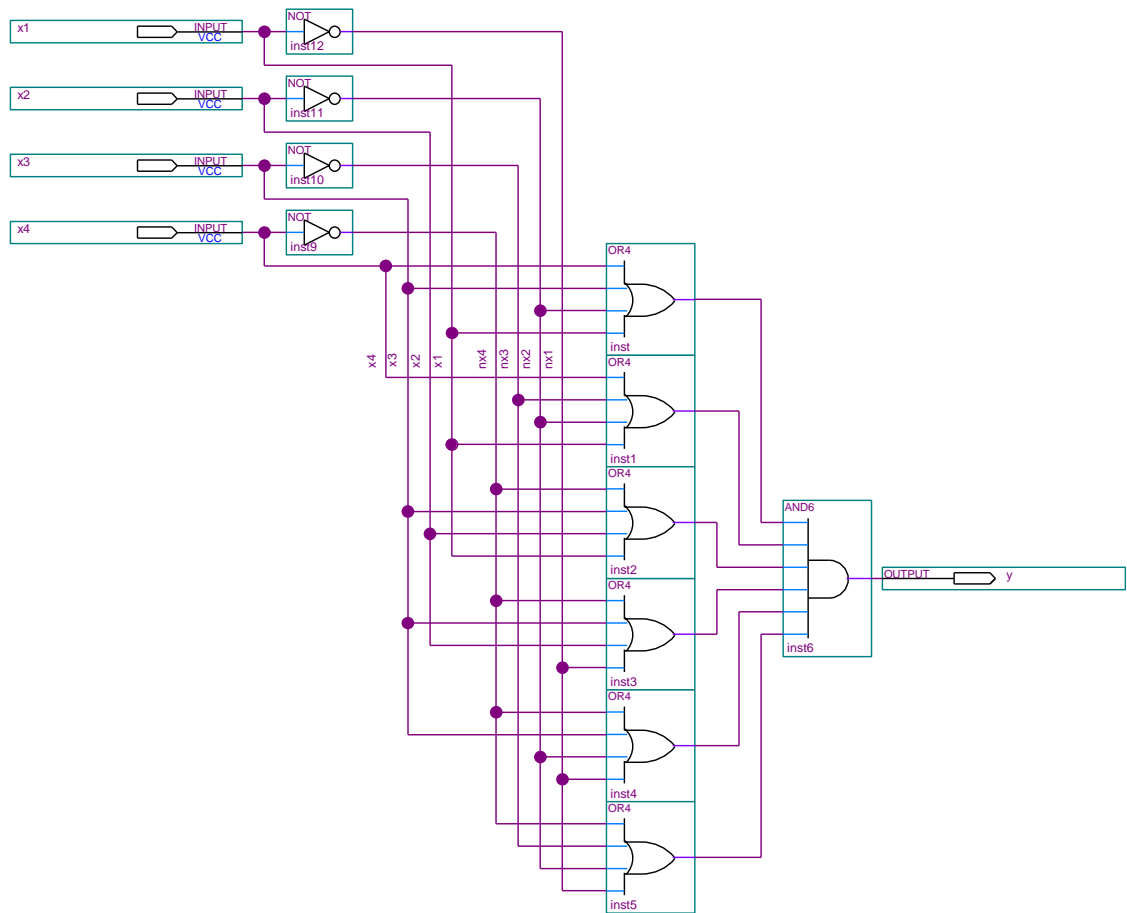 x1
INPUT
VCC
NOT
inst12
x2
INPUT
VCC
NOT
inst11
x3
INPUT
VCC
NOT
inst10
x4
INPUT
VCC
NOT
inst9
x4
x3
x2
x1
nx4
nx3
nx2
nx1
OR4
inst
OR4
inst1
OR4
inst2
OR4
inst3
OR4
inst4
OR4
inst5
AND6
inst6
OUTPUT
y